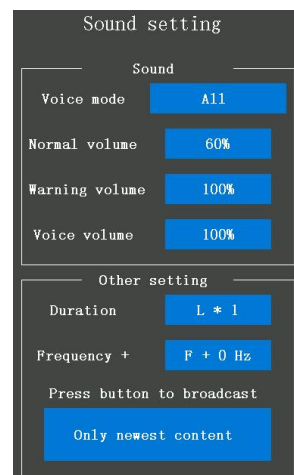 Sound setting
Sound
Voice mode All
Normal volume 60%
Warning volume 100%
Voice volume 100%
Other setting
Duration L * 1
Frequency + F + 0 Hz
Press button to broadcast
Only newest content